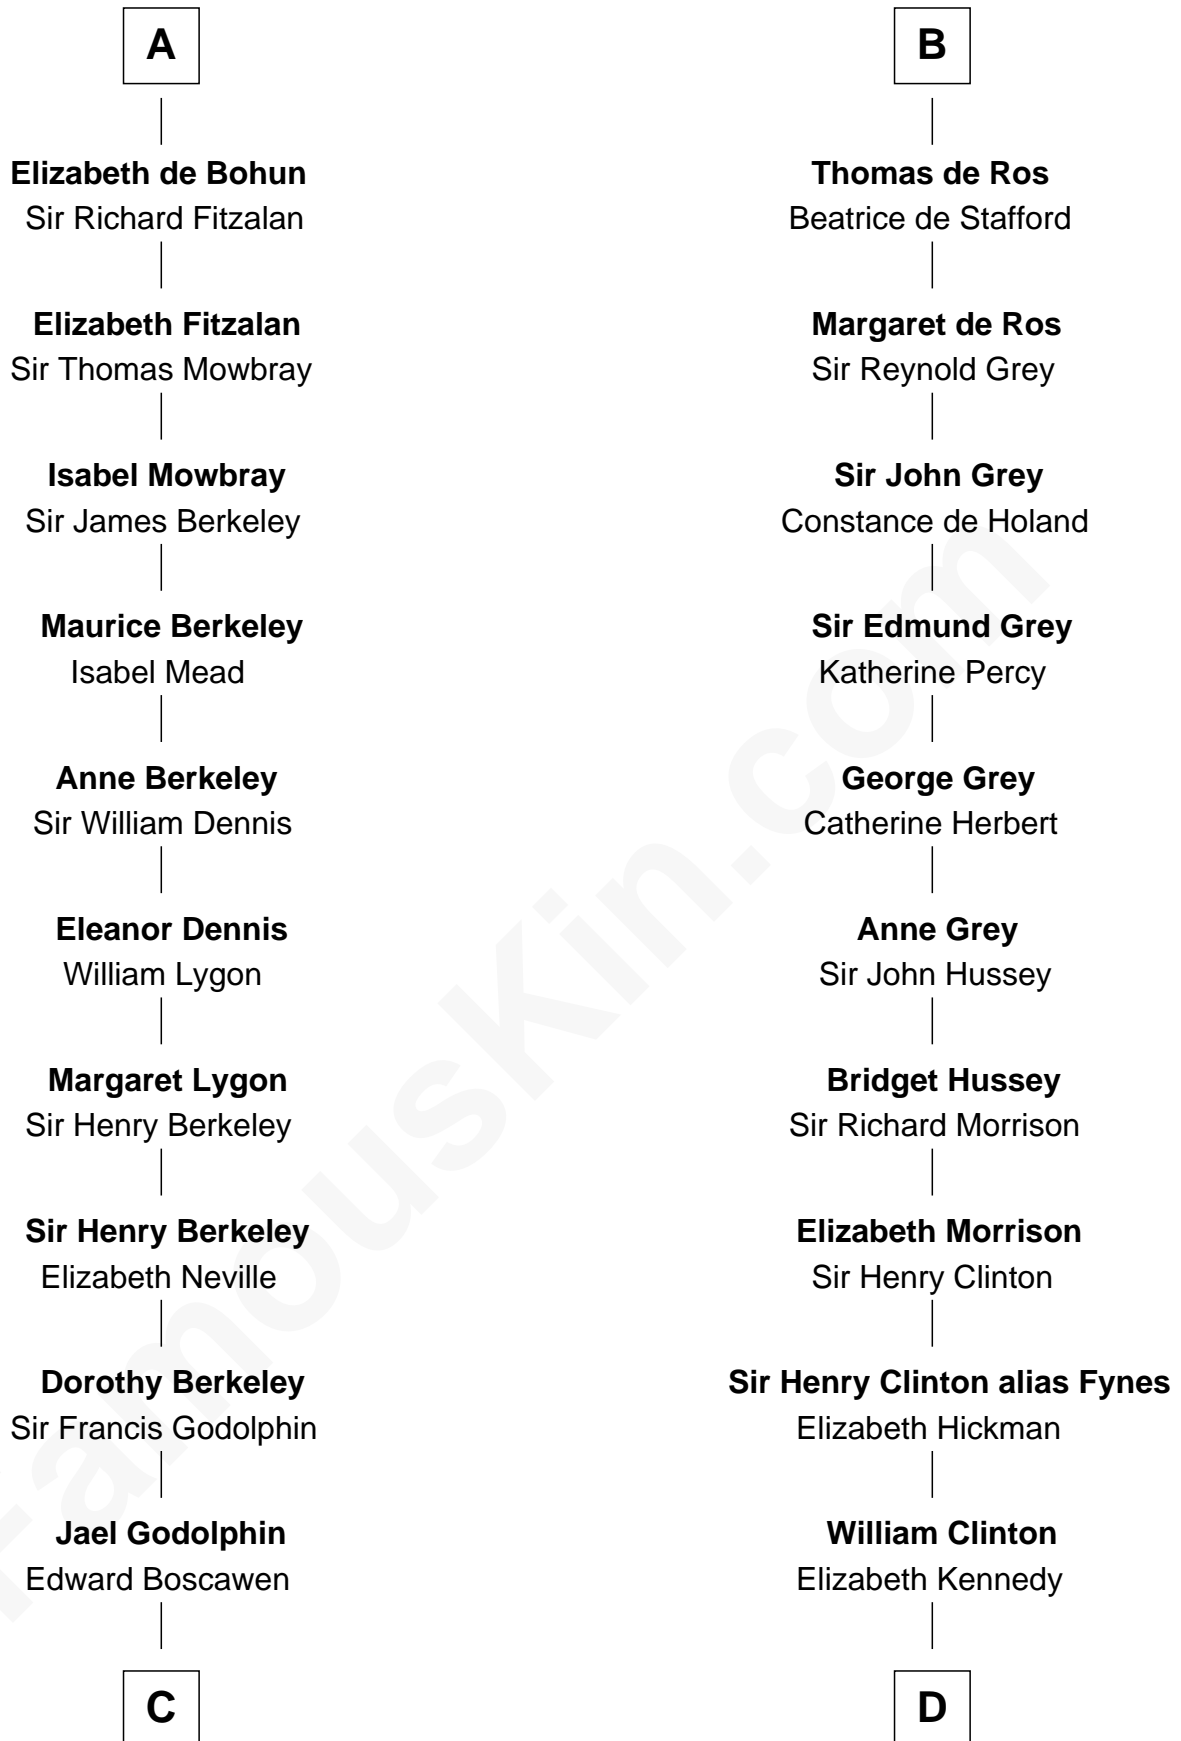 A
Elizabeth de Bohun
Sir Richard Fitzalan
Elizabeth Fitzalan
Sir Thomas Mowbray
Isabel Mowbray
Sir James Berkeley
Maurice Berkeley
Isabel Mead
Anne Berkeley
Sir William Dennis
Eleanor Dennis
William Lygon
Margaret Lygon
Sir Henry Berkeley
Sir Henry Berkeley
Elizabeth Neville
Dorothy Berkeley
Sir Francis Godolphin
Jael Godolphin
Edward Boscawen
C
B
Thomas de Ros
Beatrice de Stafford
Margaret de Ros
Sir Reynold Grey
Sir John Grey
Constance de Holand
Sir Edmund Grey
Katherine Percy
George Grey
Catherine Herbert
Anne Grey
Sir John Hussey
Bridget Hussey
Sir Richard Morrison
Elizabeth Morrison
Sir Henry Clinton
Sir Henry Clinton alias Fynes
Elizabeth Hickman
William Clinton
Elizabeth Kennedy
D
FamousKin.com